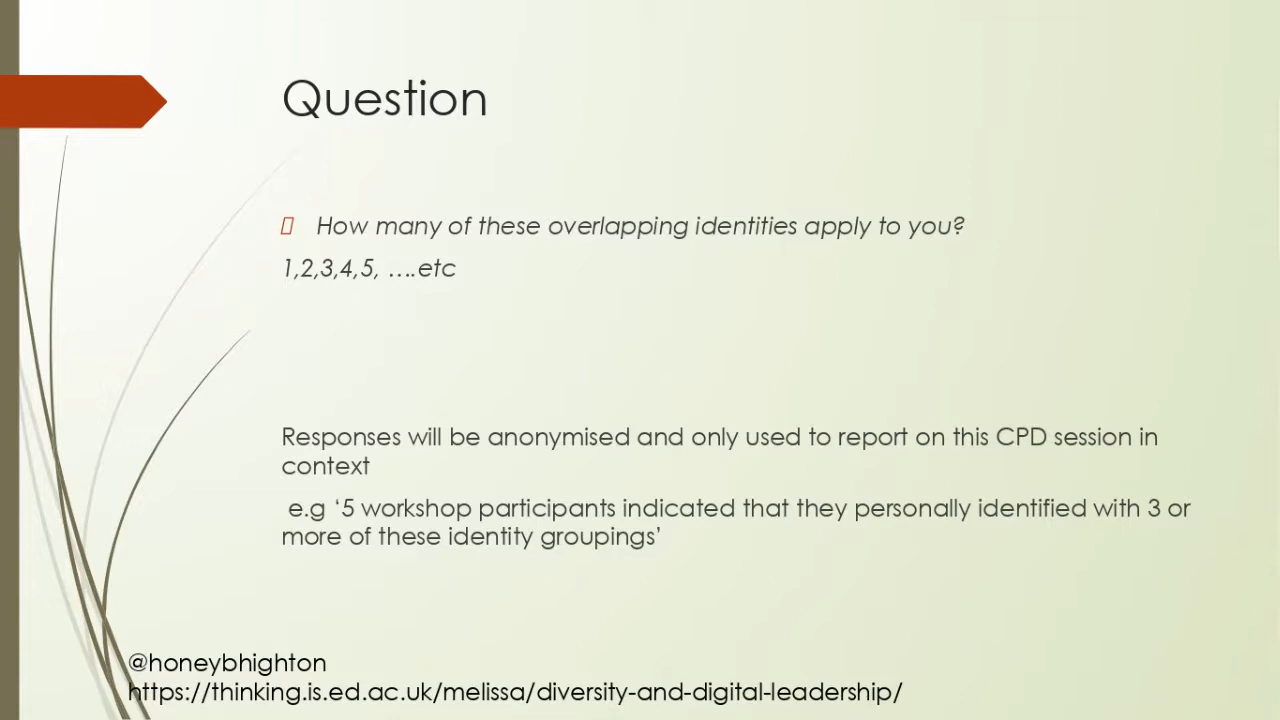 Question
How many of these overlapping identities apply to you?
1,2,3,4,5, ….etc
Responses will be anonymised and only used to report on this CPD session in
context
e.g ‘5 workshop participants indicated that they personally identified with 3 or
more of these identity groupings’
@honeybhighton
https://thinking.is.ed.ac.uk/melissa/diversity-and-digital-leadership/